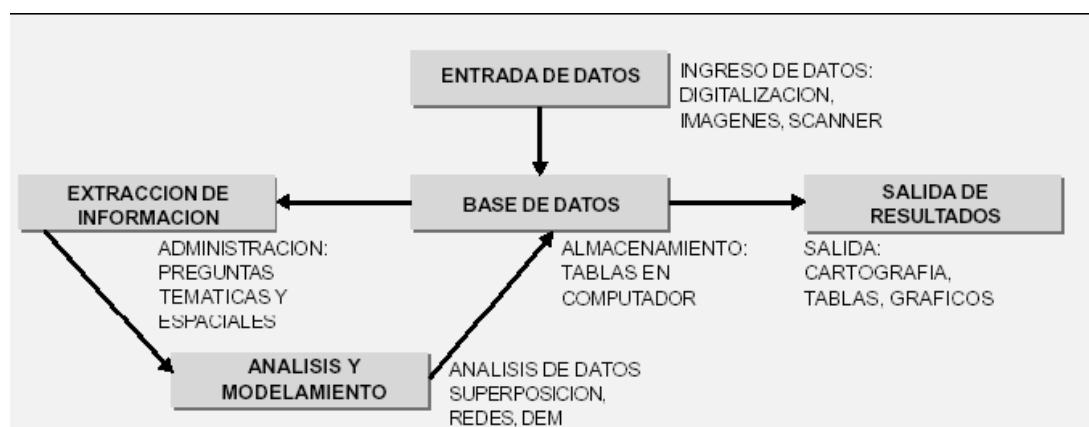 ENTRADA DE DATOS
INGRESO DE DATOS:
DIGITALIZACION,
IMAGENES, SCANNER
EXTRACCION DE
INFORMACION
BASE DE DATOS
SALIDA DE
RESULTADOS
ADMINISTRACION:
PREGUNTAS
TEMATICAS Y
ESPACIALES
ALMACENAMIENTO:
TABLAS EN
COMPUTADOR
SALIDA:
CARTOGRAFIA,
TABLAS, GRAFICOS
ANALISIS Y
MODELAMIENTO
ANALISIS DE DATOS
SUPERPOSICION,
REDES, DEM